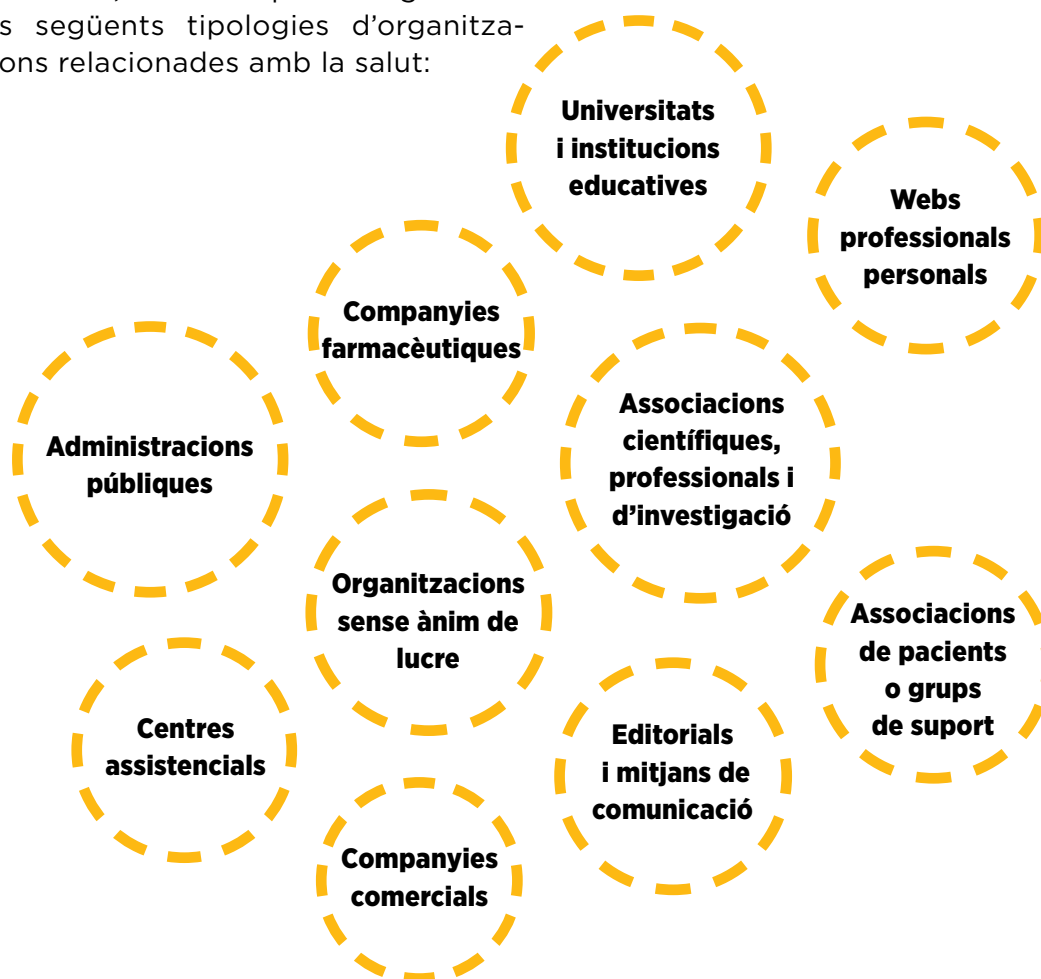 s següents tipologies d’organitza-
ons relacionades amb la salut:
Universitats
i institucions
educatives
Webs
professionals
personals
Companyies
farmacèutiques
Associacions
científiques,
professionals i
d’investigació
Administracions
públiques
Organitzacions
sense ànim de
lucre
Associacions
de pacients
o grups
de suport
Centres
assistencials
Editorials
i mitjans de
comunicació
Companyies
comercials